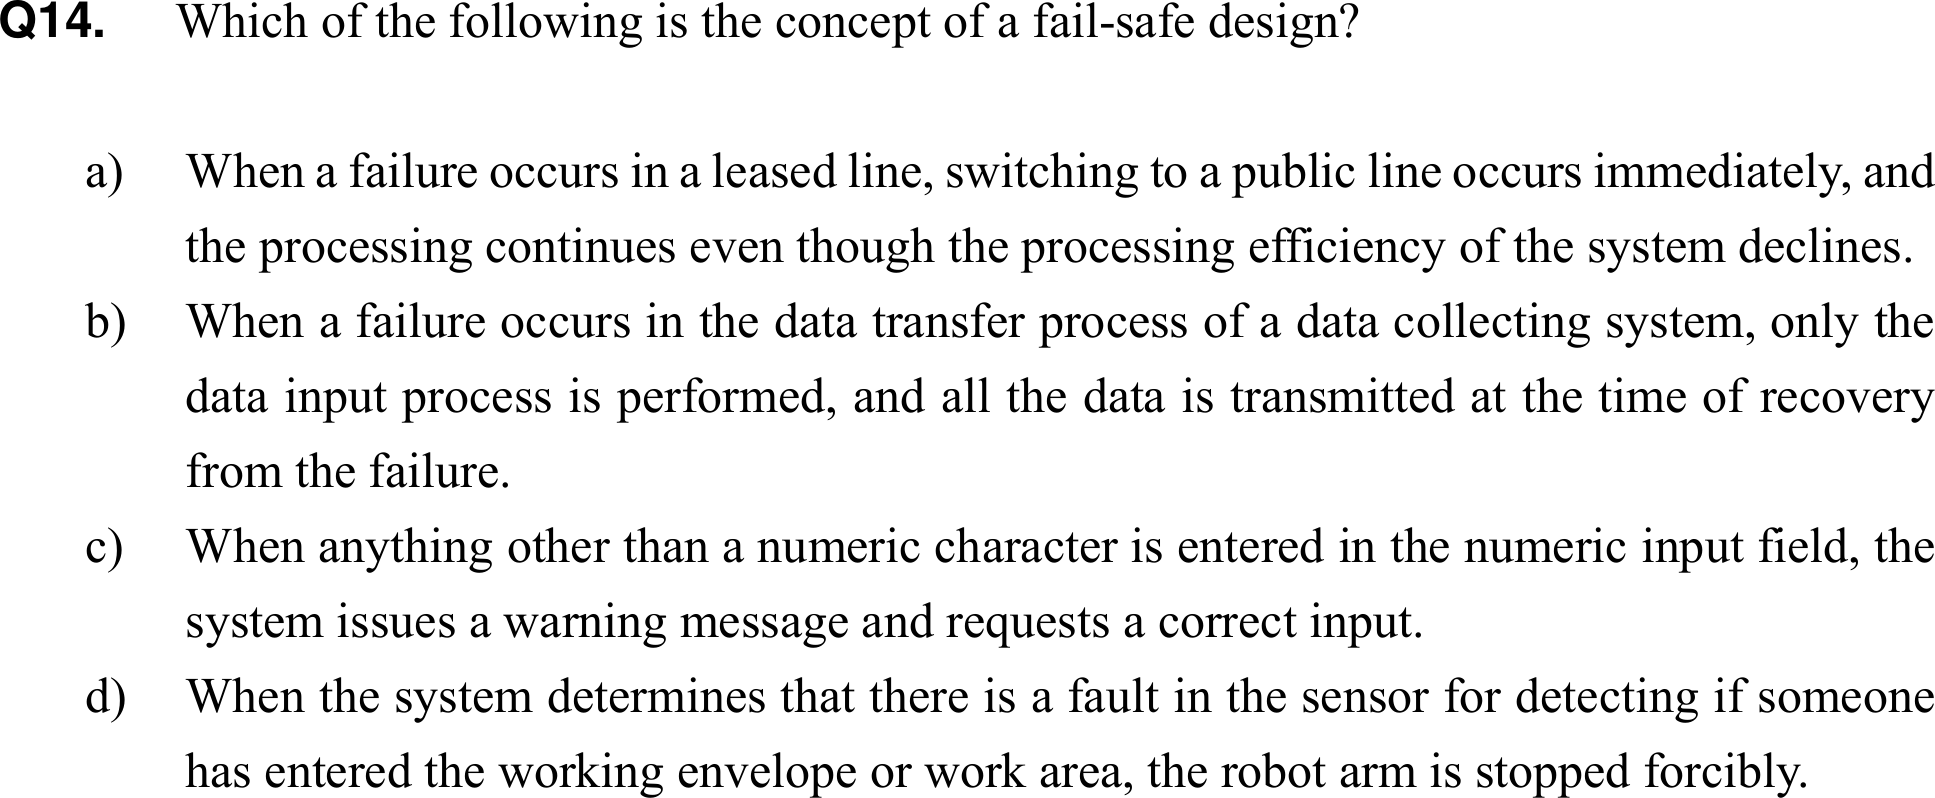 Q14. Which of the following is the concept of a fail-safe design?
a) When a failure occurs in a leased line, switching to a public line occurs immediately, and
the processing continues even though the processing efficiency of the system declines.
b) When a failure occurs in the data transfer process of a data collecting system, only the
data input process is performed, and all the data is transmitted at the time of recovery
from the failure.
c) When anything other than a numeric character is entered in the numeric input field, the
system issues a warning message and requests a correct input.
d) When the system determines that there is a fault in the sensor for detecting if someone
has entered the working envelope or work area, the robot arm is stopped forcibly.